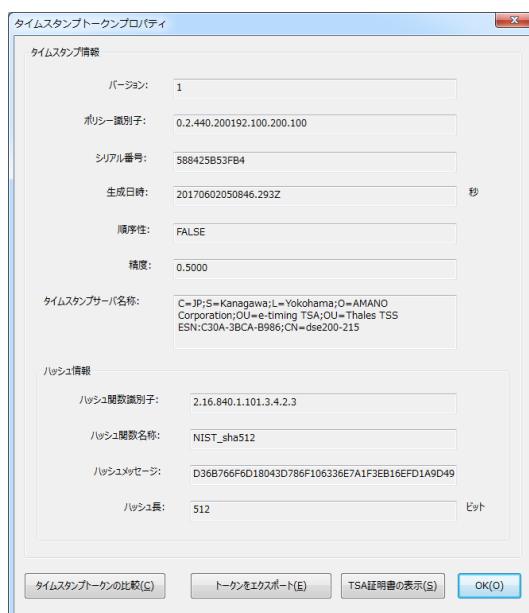 タイムスタンプトークンプロパティ
タイムスタンプ情報
バージョン:
1
ポリシー識別子:
0.2.440.200192.100.200.100
シリアル番号:
588425B53FB4
生成日時:
20170602050846.293Z
秒
順序性:
FALSE
精度:
0.5000
タイムスタンプサーバ名称:
C=JP;S=Kanagawa;L=Yokohama;O=AMANO
Corporation;OU=e-timing TSA;OU=Thales TSS
ESN:C30A-3BCA-B986;CN=dse200-215
ハッシュ情報
ハッシュ関数識別子:
2.16.840.1.101.3.4.2.3
ハッシュ関数名称:
NIST_sha512
ハッシュメッセージ:
D36B766F6D18043D786F106336E7A1F3EB16EFD1A9D49
ハッシュ長:
512
ビット
タイムスタンプトークンの比較(C)
トークンをエクスポート(E)
TSA証明書の表示(S)
OK(O)